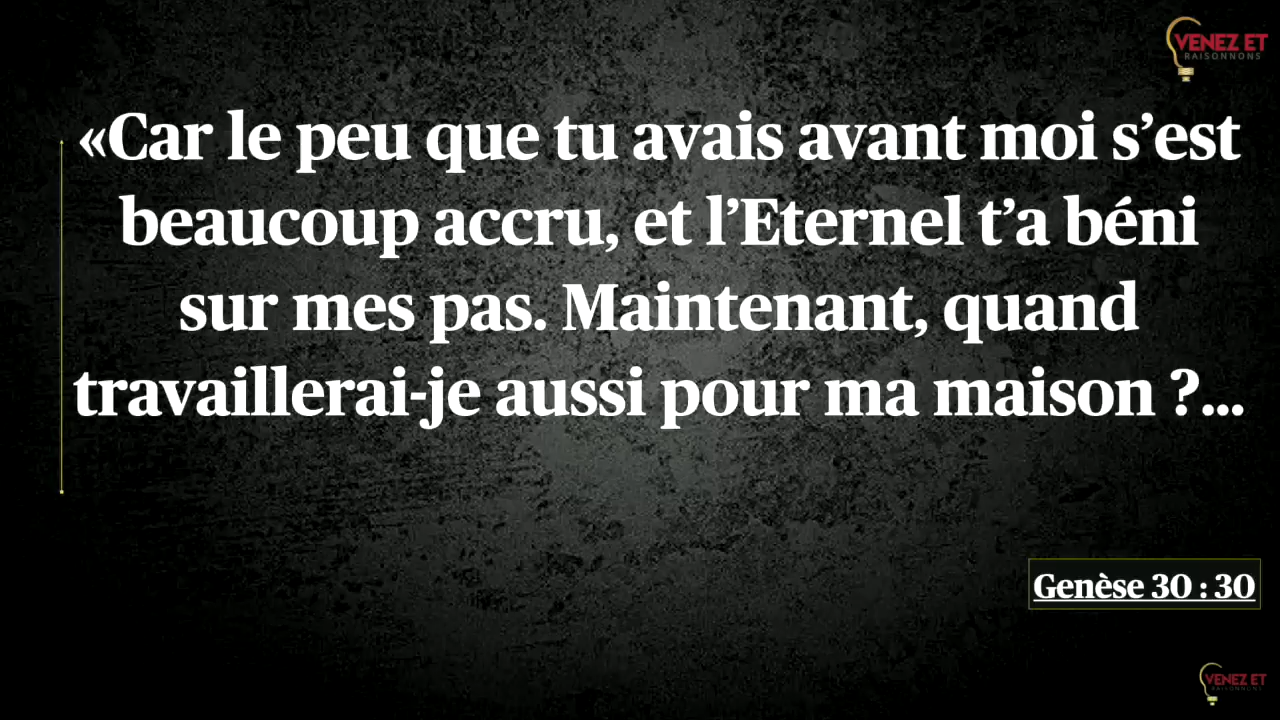 VENEZ ET
RAISONNONS
«Car le peu que tu avais avant moi s’est
beaucoup accru, et l’Eternel t’a béni
sur mes pas. Maintenant, quand
travaillerai-je aussi pour ma maison ?...
Genèse 30 : 30
VENEZ ET
RAISONNONS